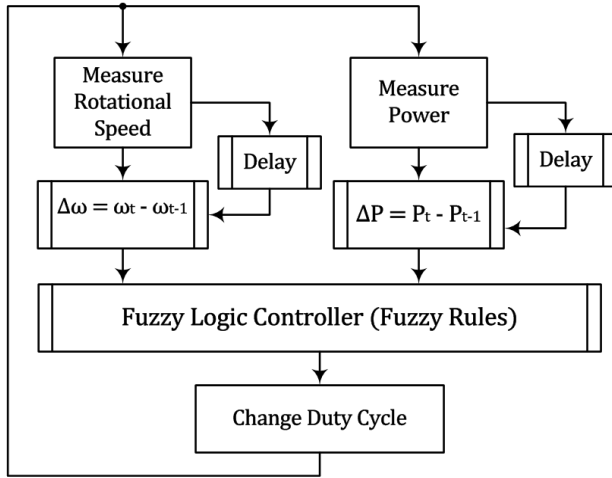 Measure
Rotational
Speed
Delay
Δω = ωt - ωt-1
Measure
Power
Delay
ΔP = Pt - Pt-1
Fuzzy Logic Controller (Fuzzy Rules)
Change Duty Cycle